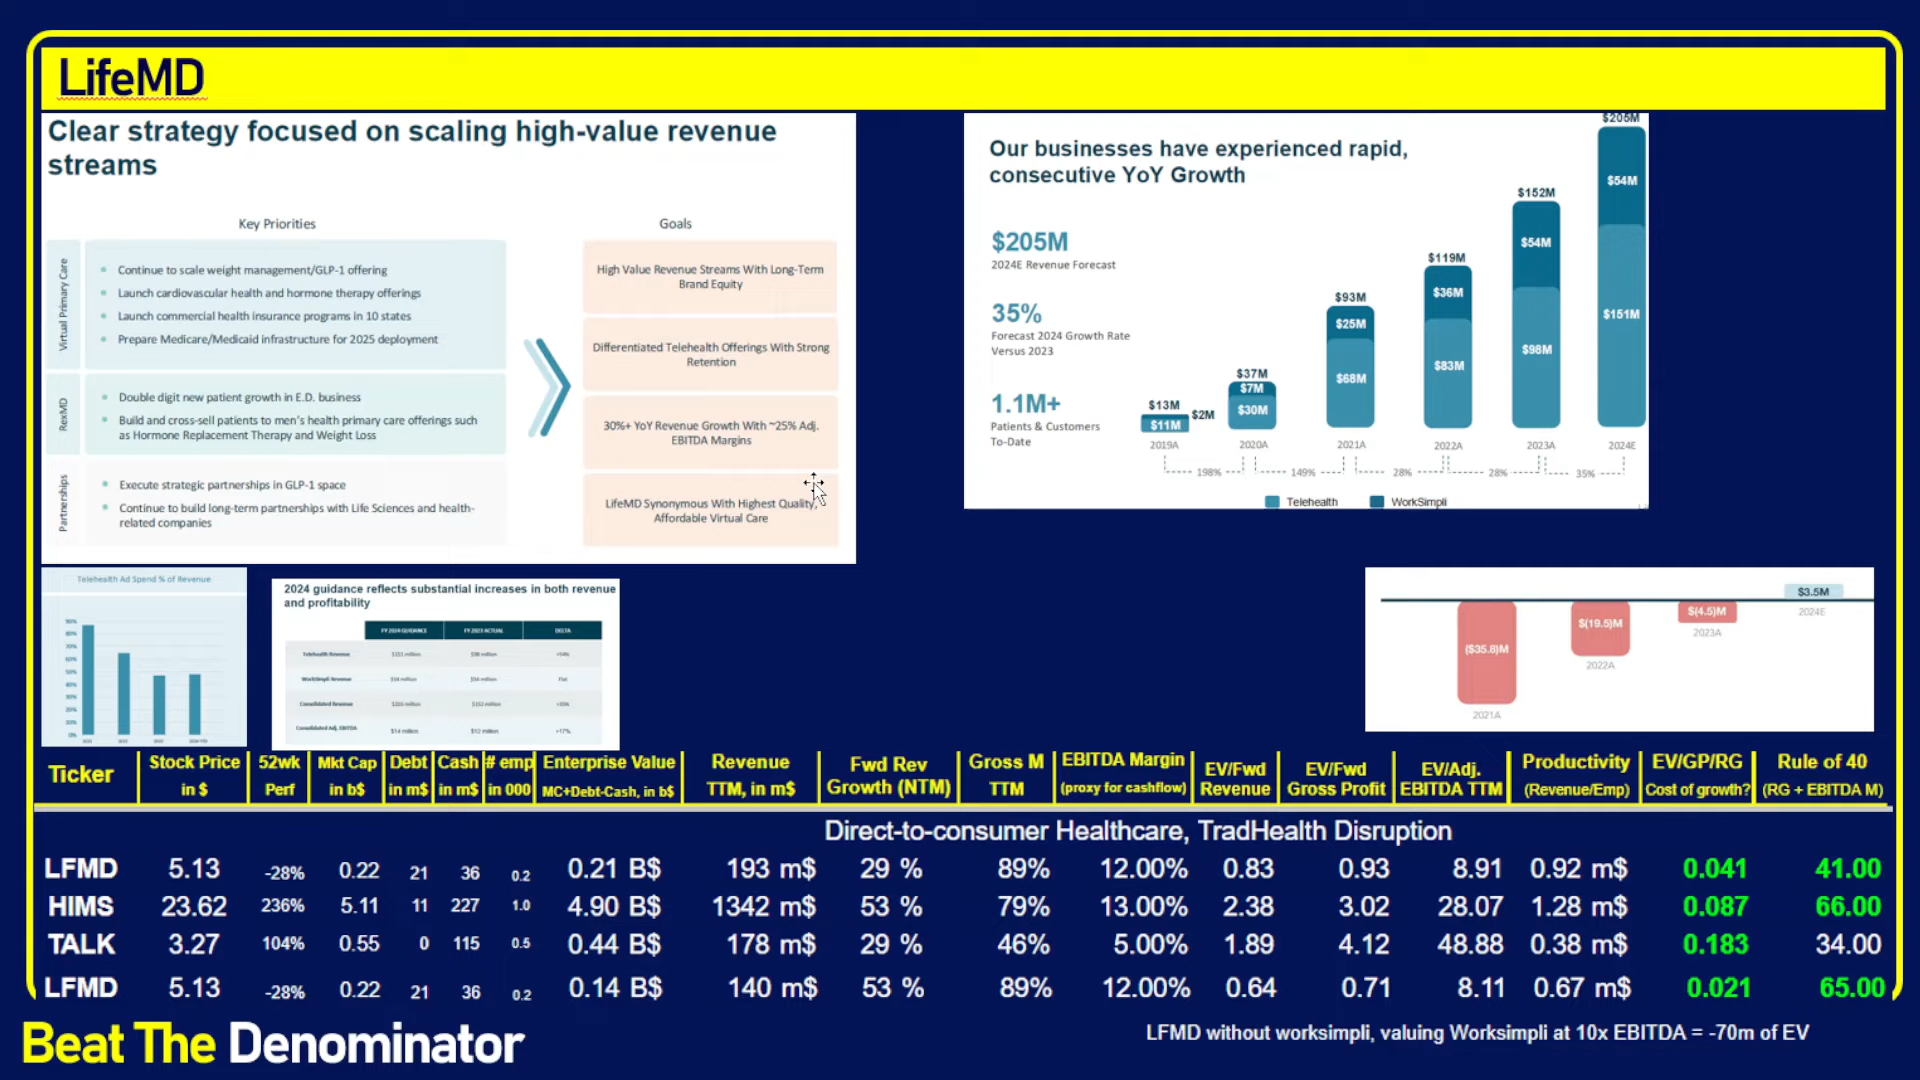 LifeMD
Clear strategy focused on scaling high-value revenue
streams
Key Priorities
Goals
Virtual Primary Care
Continue to scale weight management/GLP-1 offering
Launch cardiovascular health and hormone therapy offerings
Launch commercial health insurance programs in 10 states
Prepare Medicare/Medicaid infrastructure for 2025 deployment
RexMD
Double digit new patient growth in E.D. business
Build and cross-sell patients to men's health primary care offerings such
as Hormone Replacement Therapy and Weight Loss
Partnerships
Execute strategic partnerships in GLP-1 space
Continue to build long-term partnerships with Life Sciences and health-
related companies
High Value Revenue Streams With Long-Term
Brand Equity
Differentiated Telehealth Offerings With Strong
Retention
30%+ YoY Revenue Growth With ~25% Adj.
EBITDA Margins
LifeMD Synonymous With Highest Quality,
Affordable Virtual Care
Our businesses have experienced rapid,
consecutive YoY Growth
$205M
2024E Revenue Forecast
35%
Forecast 2024 Growth Rate
Versus 2023
1.1M+
Patients & Customers
To-Date
$13M $2M $11M 2019A
$37M $7M $30M 2020A
$93M $25M $68M 2021A
$119M $36M $83M 2022A
$152M $54M $98M 2023A
$205M $54M $151M 2024E
198% 149% 28% 28% 35%
Telehealth WorkSimpli
Telehealth Ad Spend % of Revenue
2024 guidance reflects substantial increases in both revenue
and profitability
FY 2024 GUIDANCE FY 2023 ACTUAL DELTA
Telehealth Revenue $151 million $98 million
WorkSimpli Revenue $54 million $54 million Flat
Consolidated Revenue $205 million $152 million
Consolidated Adj. EBITDA $14 million $12 million
($35.8)M 2021A
$(19.5)M 2022A
$(4.5)M 2023A
$3.5M 2024E
Ticker Stock Price in $ 52wk Perf Mkt Cap in b$ Debt in m$ Cash in m$ # emp in 000 Enterprise Value MC+Debt-Cash, in b$ Revenue TTM, in m$ Fwd Rev Growth (NTM) Gross M TTM EBITDA Margin (proxy for cashflow) EV/Fwd Revenue EV/Fwd Gross Profit EV/Adj. EBITDA TTM Productivity (Revenue/Emp) EV/GP/RG Cost of growth? Rule of 40 (RG + EBITDA M)
Direct-to-consumer Healthcare, TradHealth Disruption
LFMD 5.13 -28% 0.22 21 36 0.2 0.21 B$ 193 m$ 29 % 89% 12.00% 0.83 0.93 8.91 0.92 m$ 0.041 41.00
HIMS 23.62 236% 5.11 11 227 1.0 4.90 B$ 1342 m$ 53 % 79% 13.00% 2.38 3.02 28.07 1.28 m$ 0.087 66.00
TALK 3.27 104% 0.55 0 115 0.5 0.44 B$ 178 m$ 29 % 46% 5.00% 1.89 4.12 48.88 0.38 m$ 0.183 34.00
LFMD 5.13 -28% 0.22 21 36 0.2 0.14 B$ 140 m$ 53 % 89% 12.00% 0.64 0.71 8.11 0.67 m$ 0.021 65.00
Beat The Denominator
LFMD without worksimpli, valuing Worksimpli at 10x EBITDA = -70m of EV